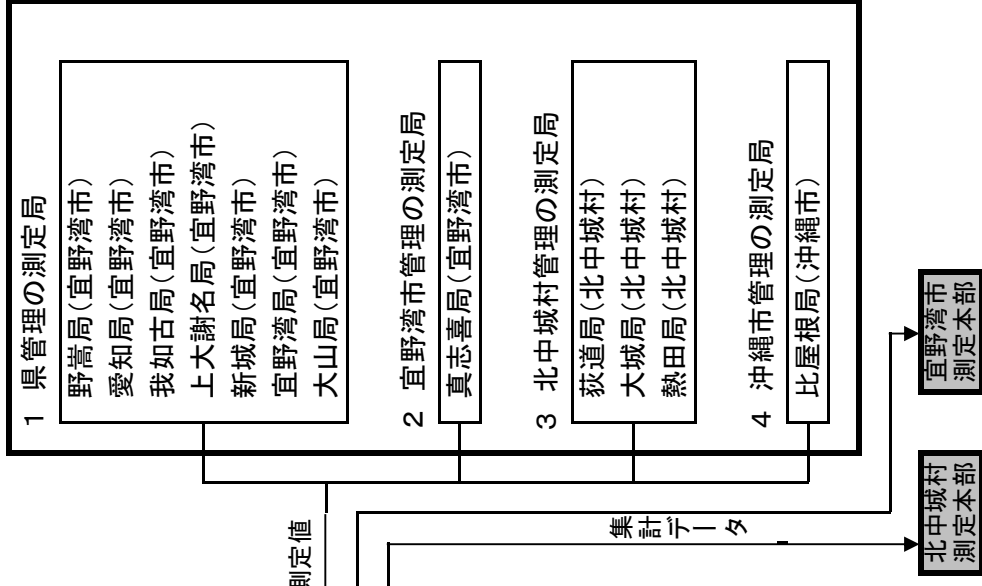 1 県管理の測定局
野嵩局(宜野湾市)
愛知局(宜野湾市)
我如古局(宜野湾市)
上大謝名局(宜野湾市)
新城局(宜野湾市)
宜野湾局(宜野湾市)
大山局(宜野湾市)
2 宜野湾市管理の測定局
真志喜局(宜野湾市)
3 北中城村管理の測定局
荻道局(北中城村)
大城局(北中城村)
熱田局(北中城村)
4 沖縄市管理の測定局
比屋根局(沖縄市)
測定値
集計データ
宜野湾市
測定本部
北中城村
測定本部